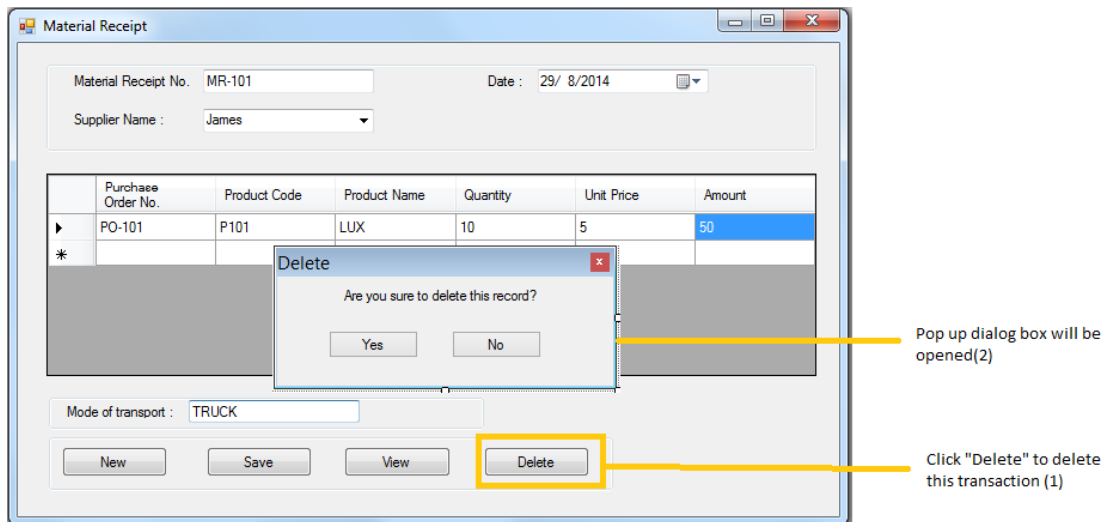 Material Receipt
Material Receipt No. MR-101 Date : 29/ 8/2014
Supplier Name : James
Purchase
Order No. Product Code Product Name Quantity Unit Price Amount
PO-101 P101 LUX 10 5 50
Delete
Are you sure to delete this record?
Yes No
Pop up dialog box will be
opened(2)
Mode of transport : TRUCK
New Save View Delete
Click "Delete" to delete
this transaction (1)